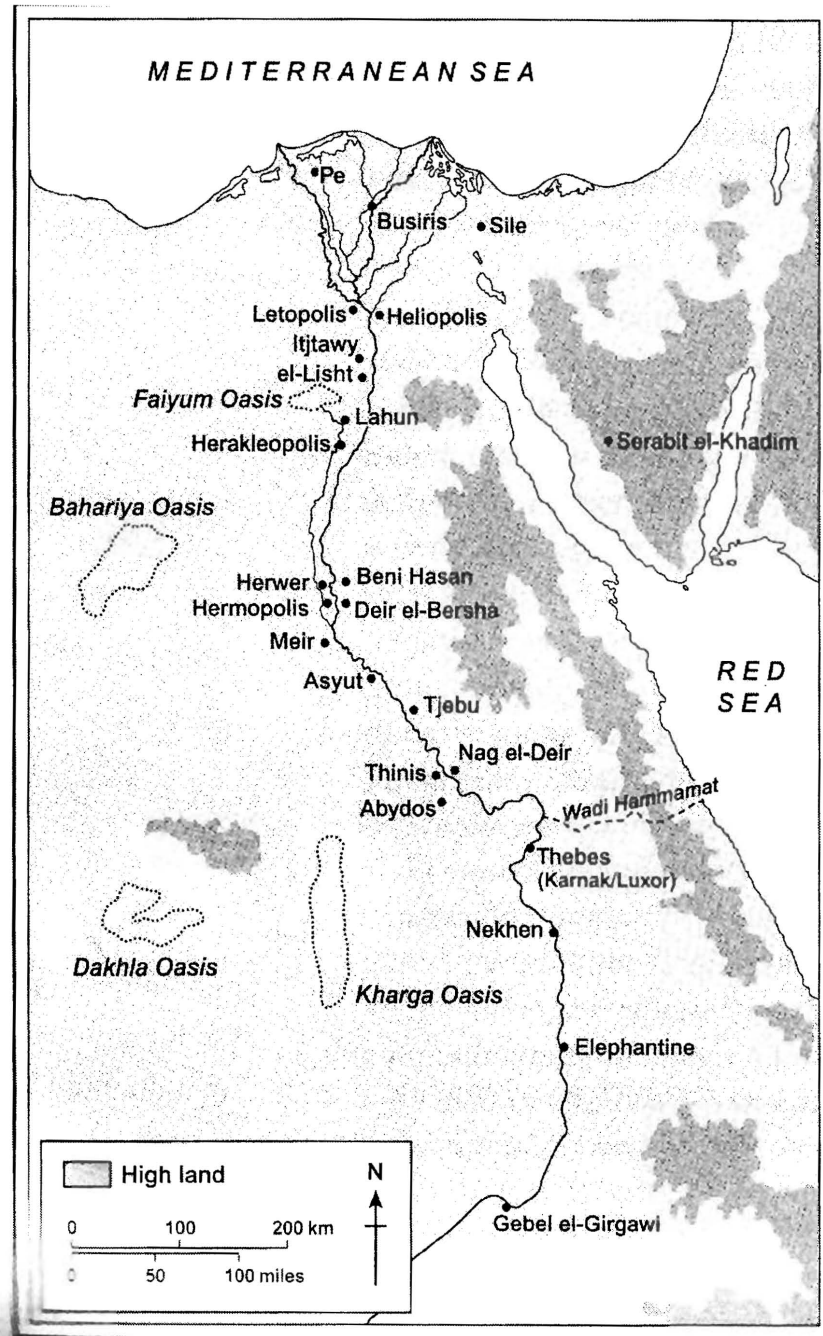 MEDITERRANEAN SEA
Pe
Busiris
Sile
Letopolis
Heliopolis
Itjtawy
el-Lisht
Faiyum Oasis
Lahun
Herakleopolis
Serabit el-Khadim
Bahariya Oasis
Herwer
Beni Hasan
Hermopolis
Deir el-Bersha
Meir
RED
SEA
Asyut
Tjebu
Nag el-Deir
Thinis
Abydos
Wadi Hammamat
Thebes
(Karnak/Luxor)
Nekhen
Dakhla Oasis
Kharga Oasis
Elephantine
High land
N
0 100 200 km
0 50 100 miles
Gebel el-Girgawi